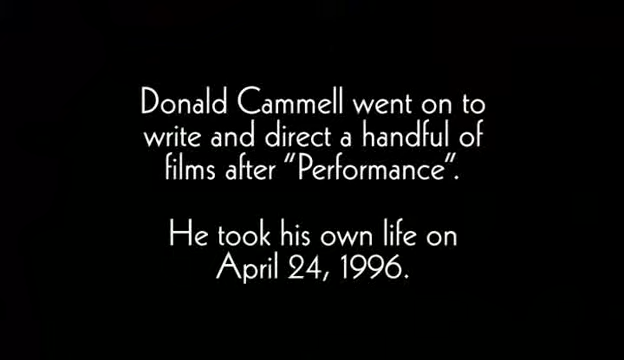 Donald Cammell went on to
write and direct a handful of
films after "Performance".
He took his own life on
April 24, 1996.